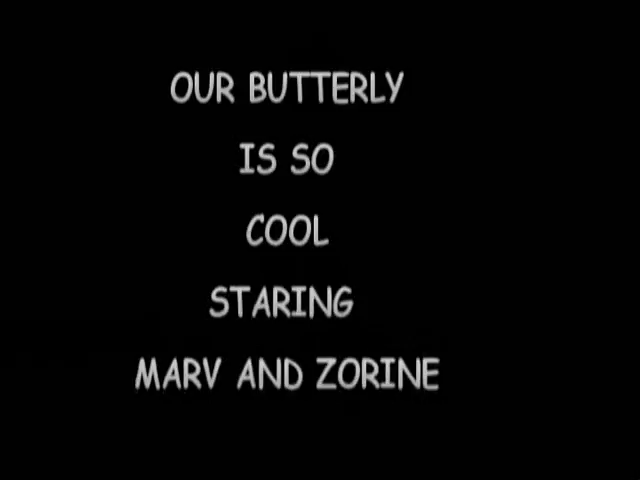 OUR BUTTERLY
IS SO
COOL
STARING
MARV AND ZORINE